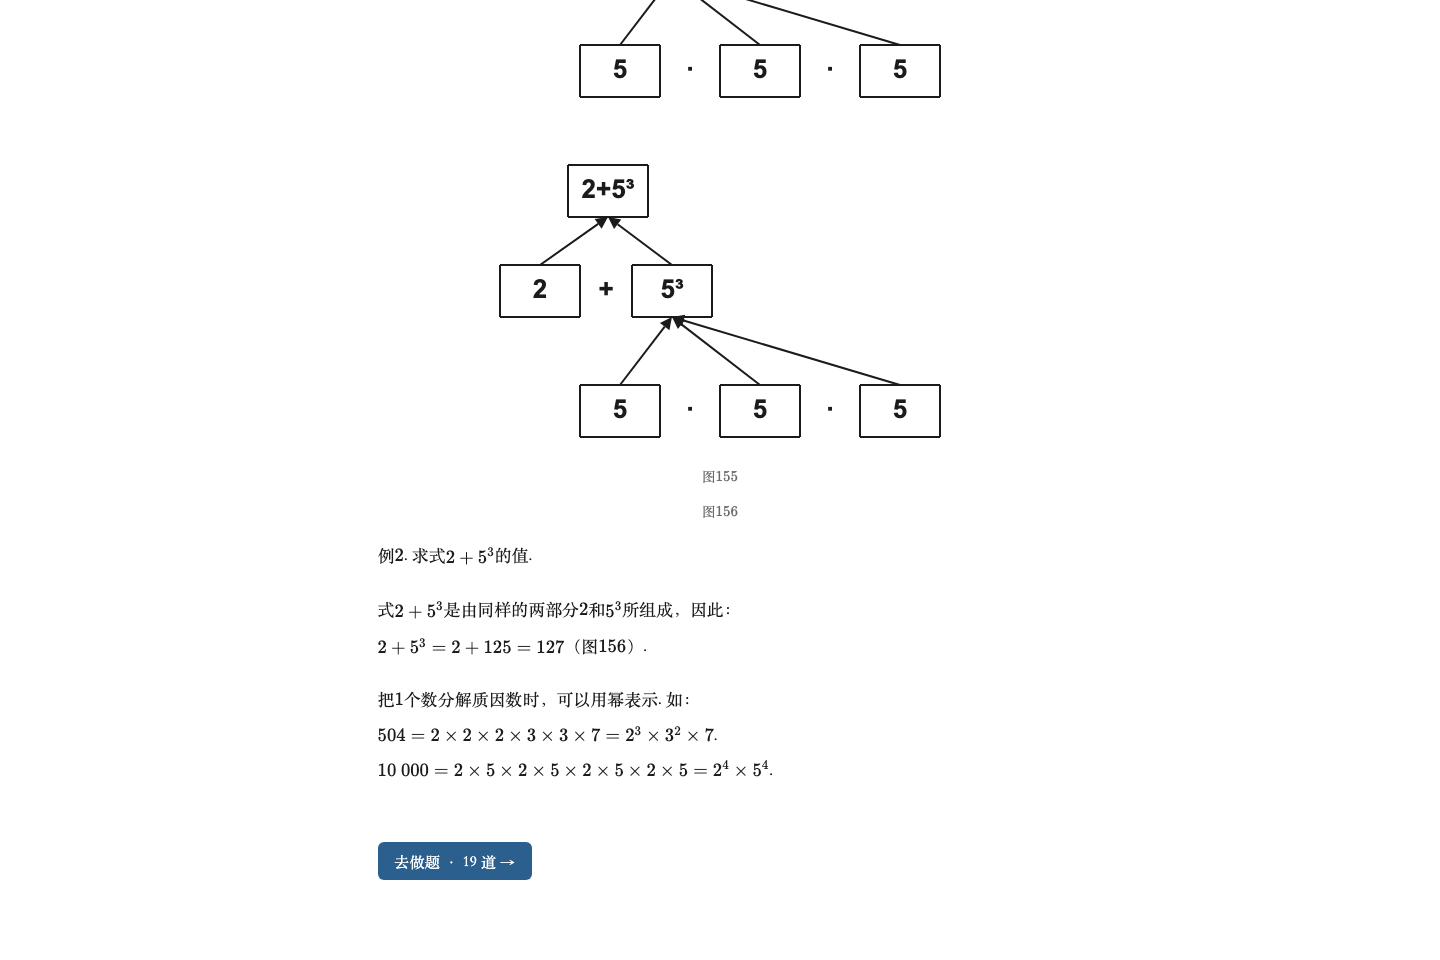 5 · 5 · 5
2+5³
2 + 5³
5 · 5 · 5
图155
图156
例2. 求式2 + 5³的值.
式2 + 5³是由同样的两部分2和5³所组成，因此：
2 + 5³ = 2 + 125 = 127（图156）.
把1个数分解质因数时，可以用幂表示. 如：
504 = 2 × 2 × 2 × 3 × 3 × 7 = 2³ × 3² × 7.
10 000 = 2 × 5 × 2 × 5 × 2 × 5 × 2 × 5 = 2⁴ × 5⁴.
去做题 · 19 道 →